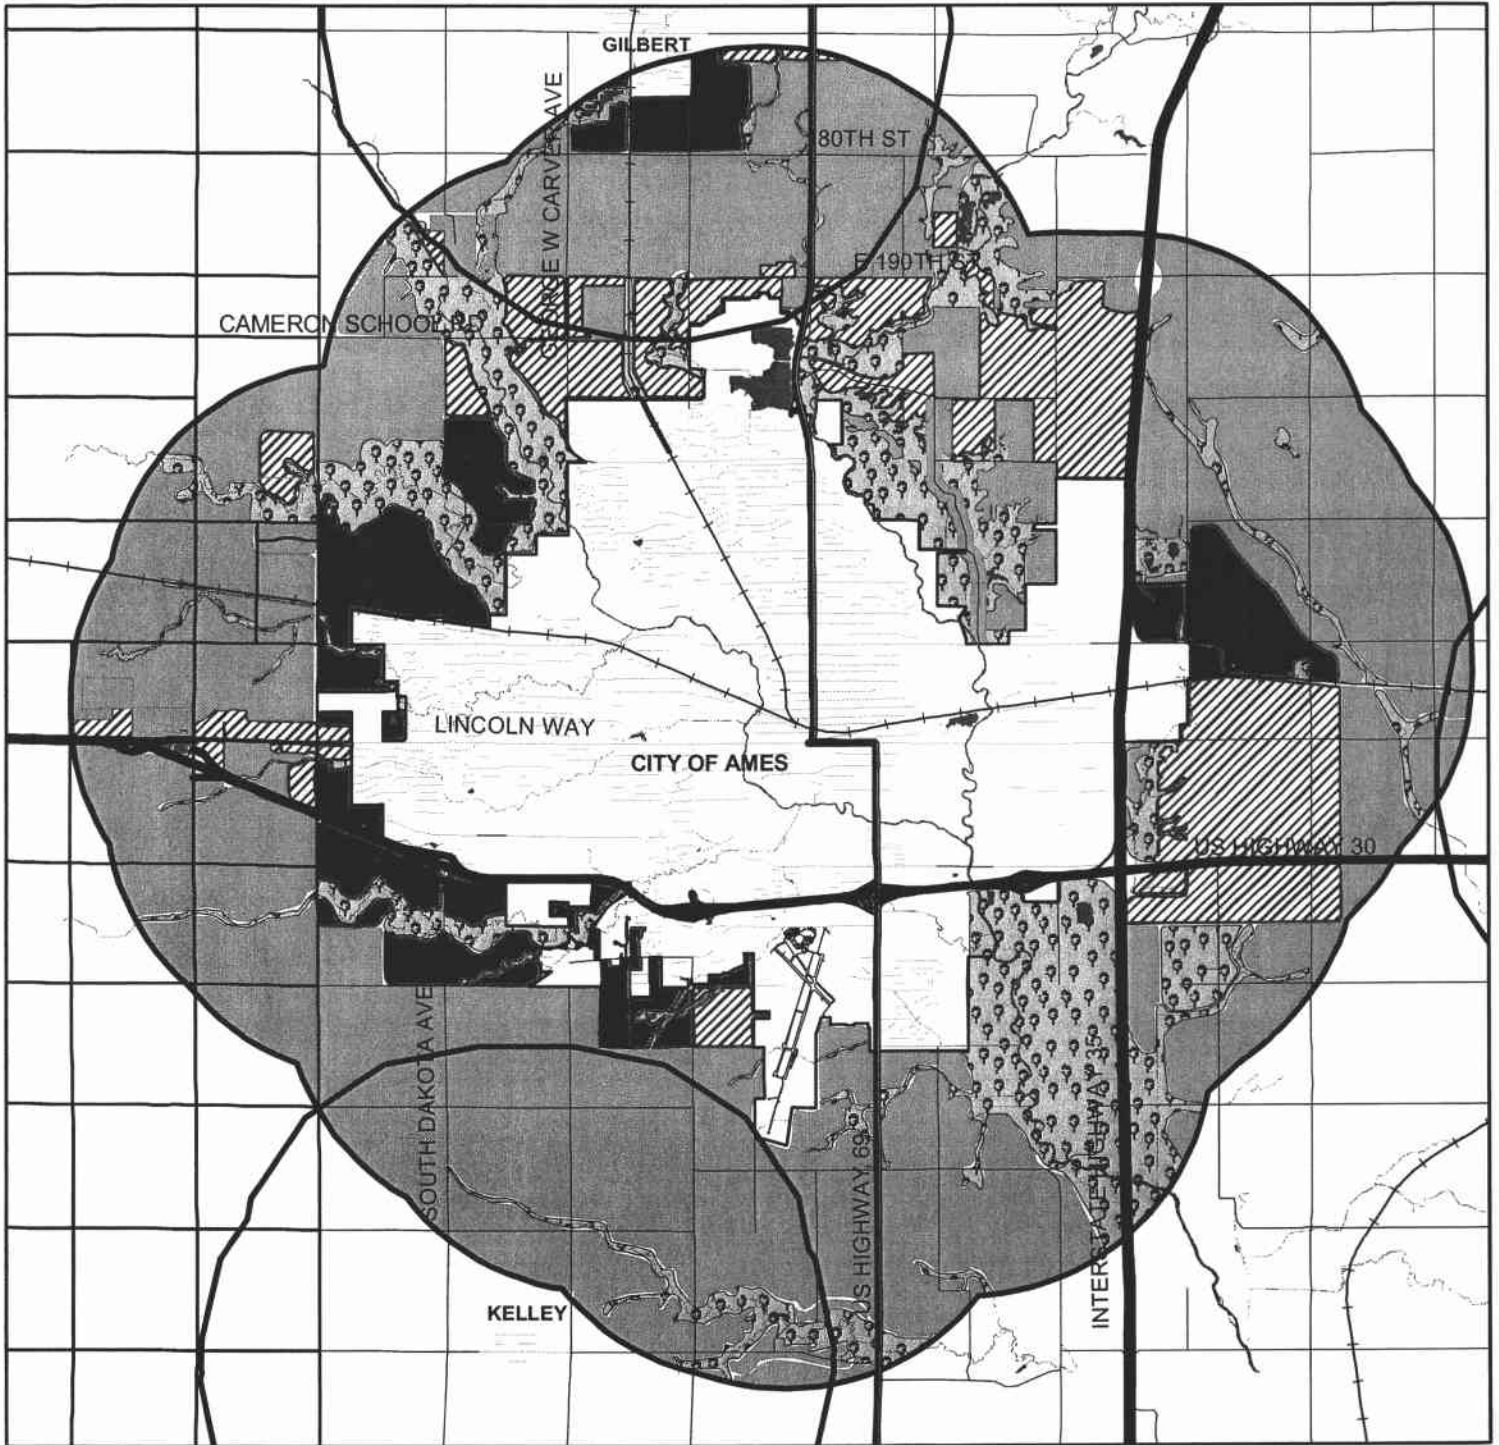 GILBERT
GEORGE W CARVER AVE
180TH ST
E 190TH ST
CAMERON SCHOOL RD
LINCOLN WAY
CITY OF AMES
US HIGHWAY 30
SOUTH DAKOTA AVE
US HIGHWAY 69
INTERSTATE HIGHWAY 35
KELLEY